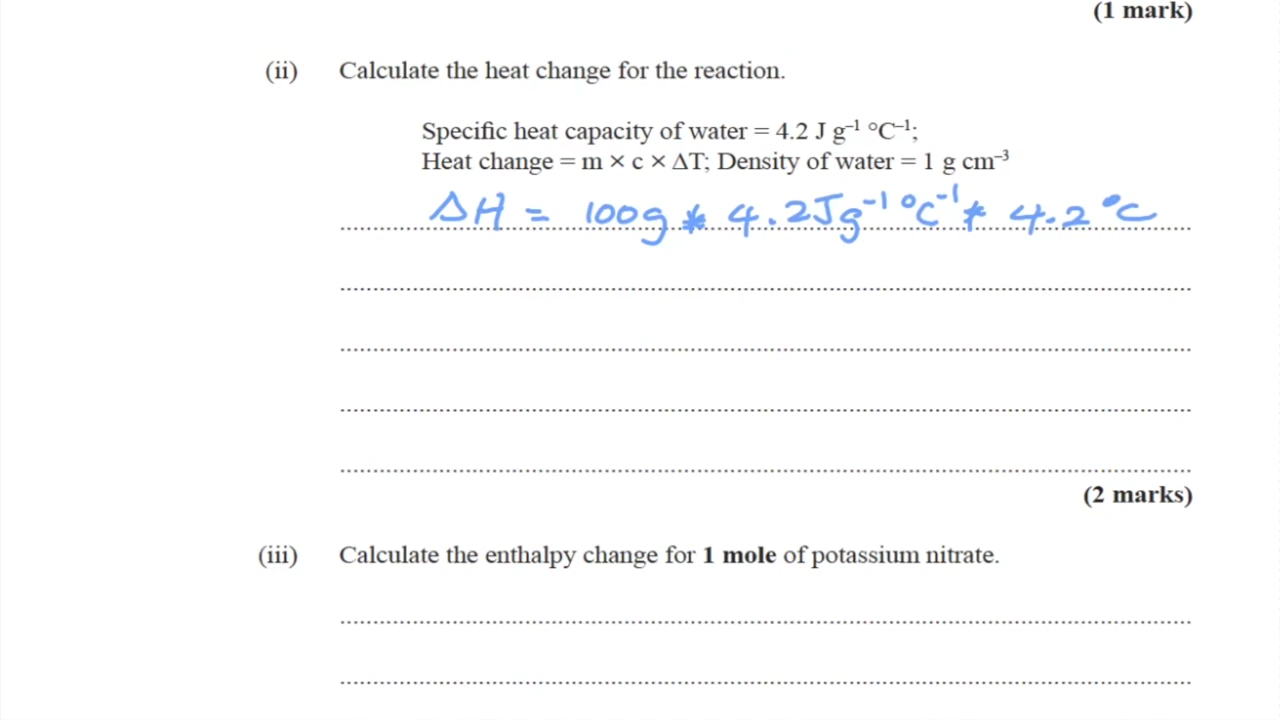 (1 mark)
(ii) Calculate the heat change for the reaction.
Specific heat capacity of water = 4.2 J g⁻¹ °C⁻¹;
Heat change = m × c × ΔT; Density of water = 1 g cm⁻³
ΔH = 100g * 4.2Jg⁻¹°C⁻¹ * 4.2°C
(2 marks)
(iii) Calculate the enthalpy change for 1 mole of potassium nitrate.